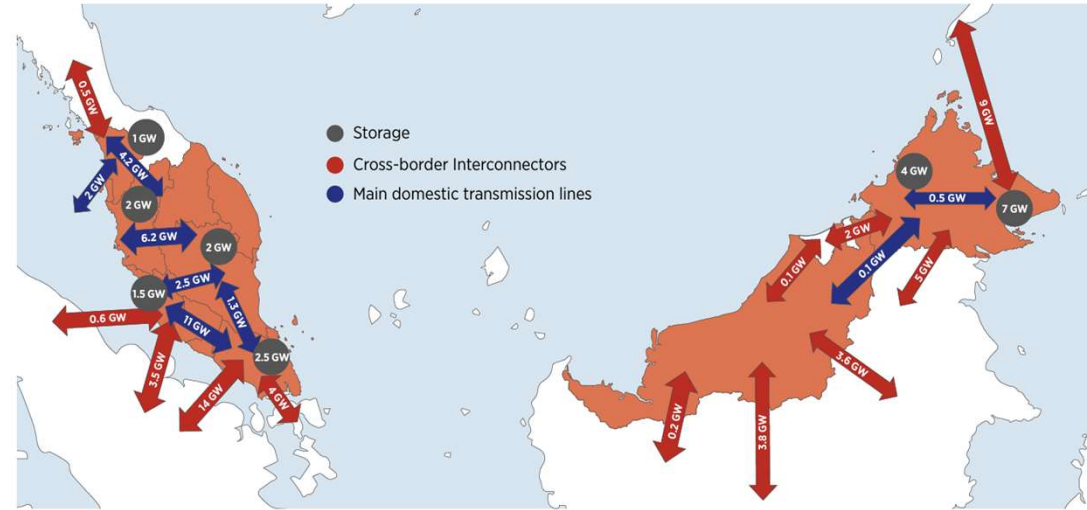 Storage
Cross-border Interconnectors
Main domestic transmission lines
0.5 GW
1 GW
4.2 GW
2 GW
2 GW
6.2 GW
2 GW
2.5 GW
1.5 GW
1.3 GW
0.6 GW
11 GW
2.5 GW
3.5 GW
14 GW
4 GW
9 GW
4 GW
0.5 GW
7 GW
2 GW
0.1 GW
0.1 GW
5 GW
3.6 GW
0.2 GW
3.8 GW